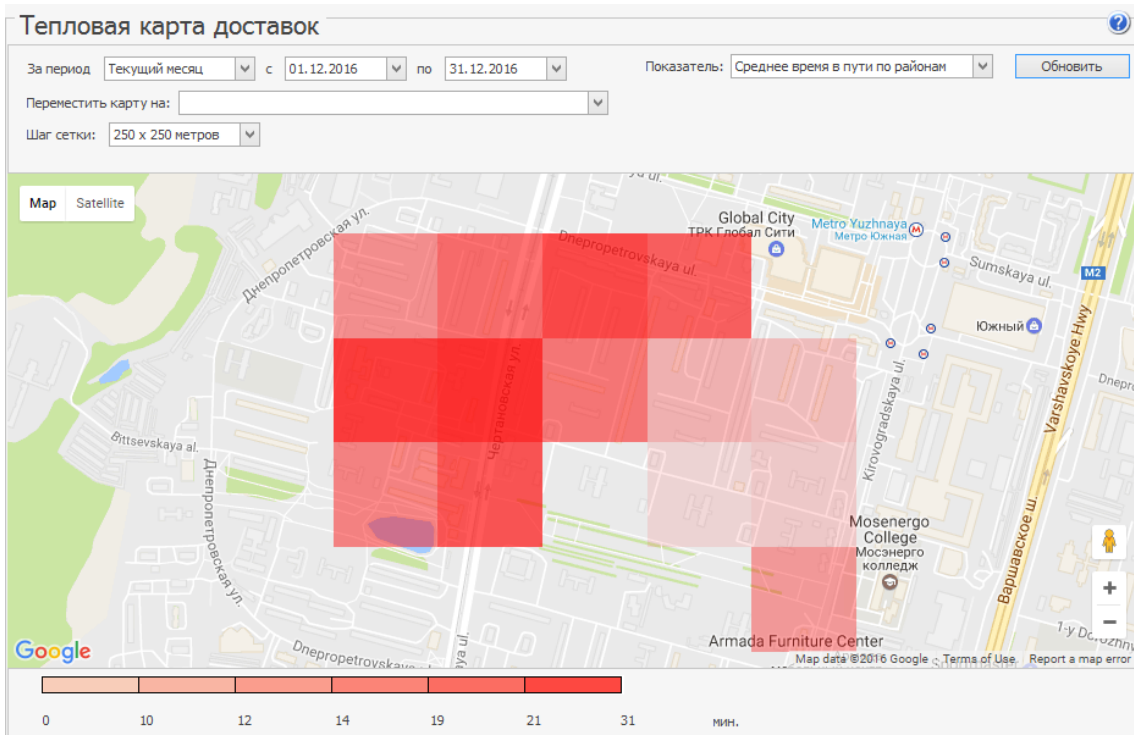 Тепловая карта доставок
За период Текущий месяц с 01.12.2016 по 31.12.2016 Показатель: Среднее время в пути по районам Обновить
Переместить карту на:
Шаг сетки: 250 x 250 метров
Map Satellite
Днепропетровская ул.
Dnepropetrovskaya ul.
Global City
ТРК Глобал Сити
Metro Yuzhnaya
Метро Южная
Sumskaya ul.
M2
Южный
Varshavskoye Hwy
Чертановская ул.
Kirovogradskaya ul.
Bittsevskaya al.
Днепропетровская ул.
Mosenergo
College
Мосэнерго
колледж
Варшавское ш.
Armada Furniture Center
Google
Map data ©2016 Google Terms of Use Report a map error
0 10 12 14 19 21 31 мин.